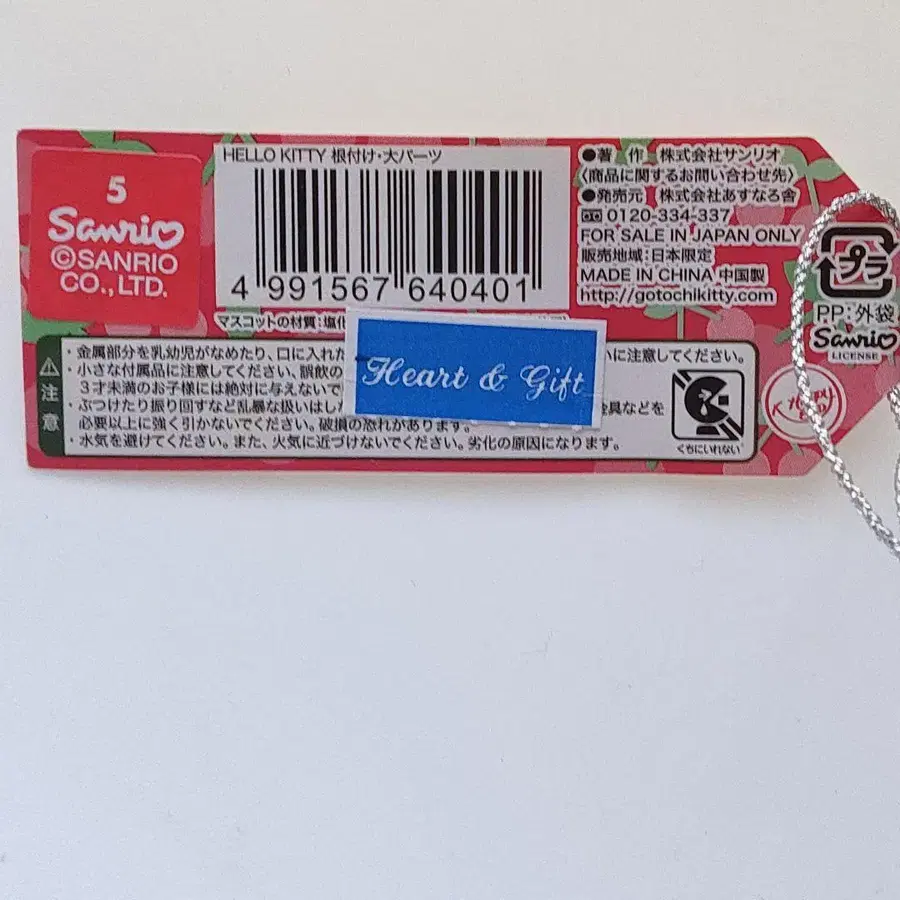 5
Sanrio
©SANRIO
CO., LTD.
HELLO KITTY 根付け・大パーツ
4 991567 640401
マスコットの材質:塩化
●著 作 株式会社サンリオ
〈商品に関するお問い合わせ先〉
●発売元 株式会社あすなろ舎
0120-334-337
FOR SALE IN JAPAN ONLY
販売地域:日本限定
MADE IN CHINA 中国製
http://gotochikitty.com
プラ
PP:外袋
Sanrio
LICENSE
注意
・金属部分を乳幼児がなめたり、口に入れた いに注意してください。
・小さな付属品に注意してください。誤飲の
3才未満のお子様には絶対に与えないで
・ぶつけたり振り回すなど乱暴な扱いはし 金具などを
必要以上に強く引かないでください。破損の恐れがあります。
・水気を避けてください。また、火気に近づけないでください。劣化の原因になります。
Heart & Gift
くちにいれない